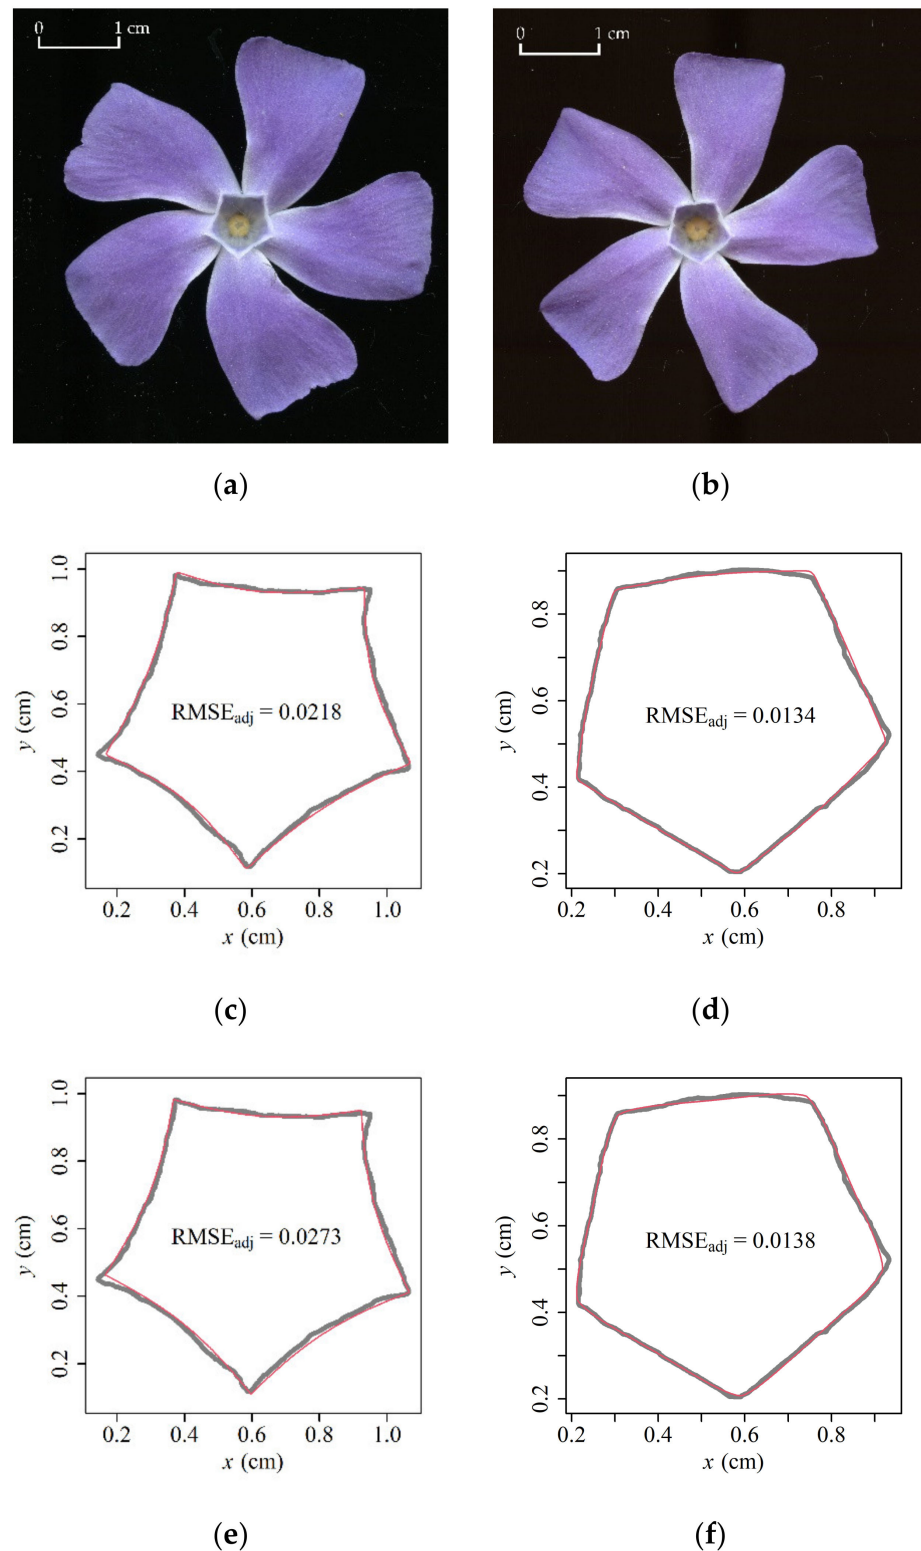 0 1 cm
0 1 cm
(a)
(b)
1.0
0.8
0.6
0.4
0.2
y (cm)
RMSEadj = 0.0218
0.2 0.4 0.6 0.8 1.0
x (cm)
0.8
0.6
0.4
0.2
y (cm)
RMSEadj = 0.0134
0.2 0.4 0.6 0.8
x (cm)
(c)
(d)
1.0
0.8
0.6
0.4
0.2
y (cm)
RMSEadj = 0.0273
0.2 0.4 0.6 0.8 1.0
x (cm)
0.8
0.6
0.4
0.2
y (cm)
RMSEadj = 0.0138
0.2 0.4 0.6 0.8
x (cm)
(e)
(f)